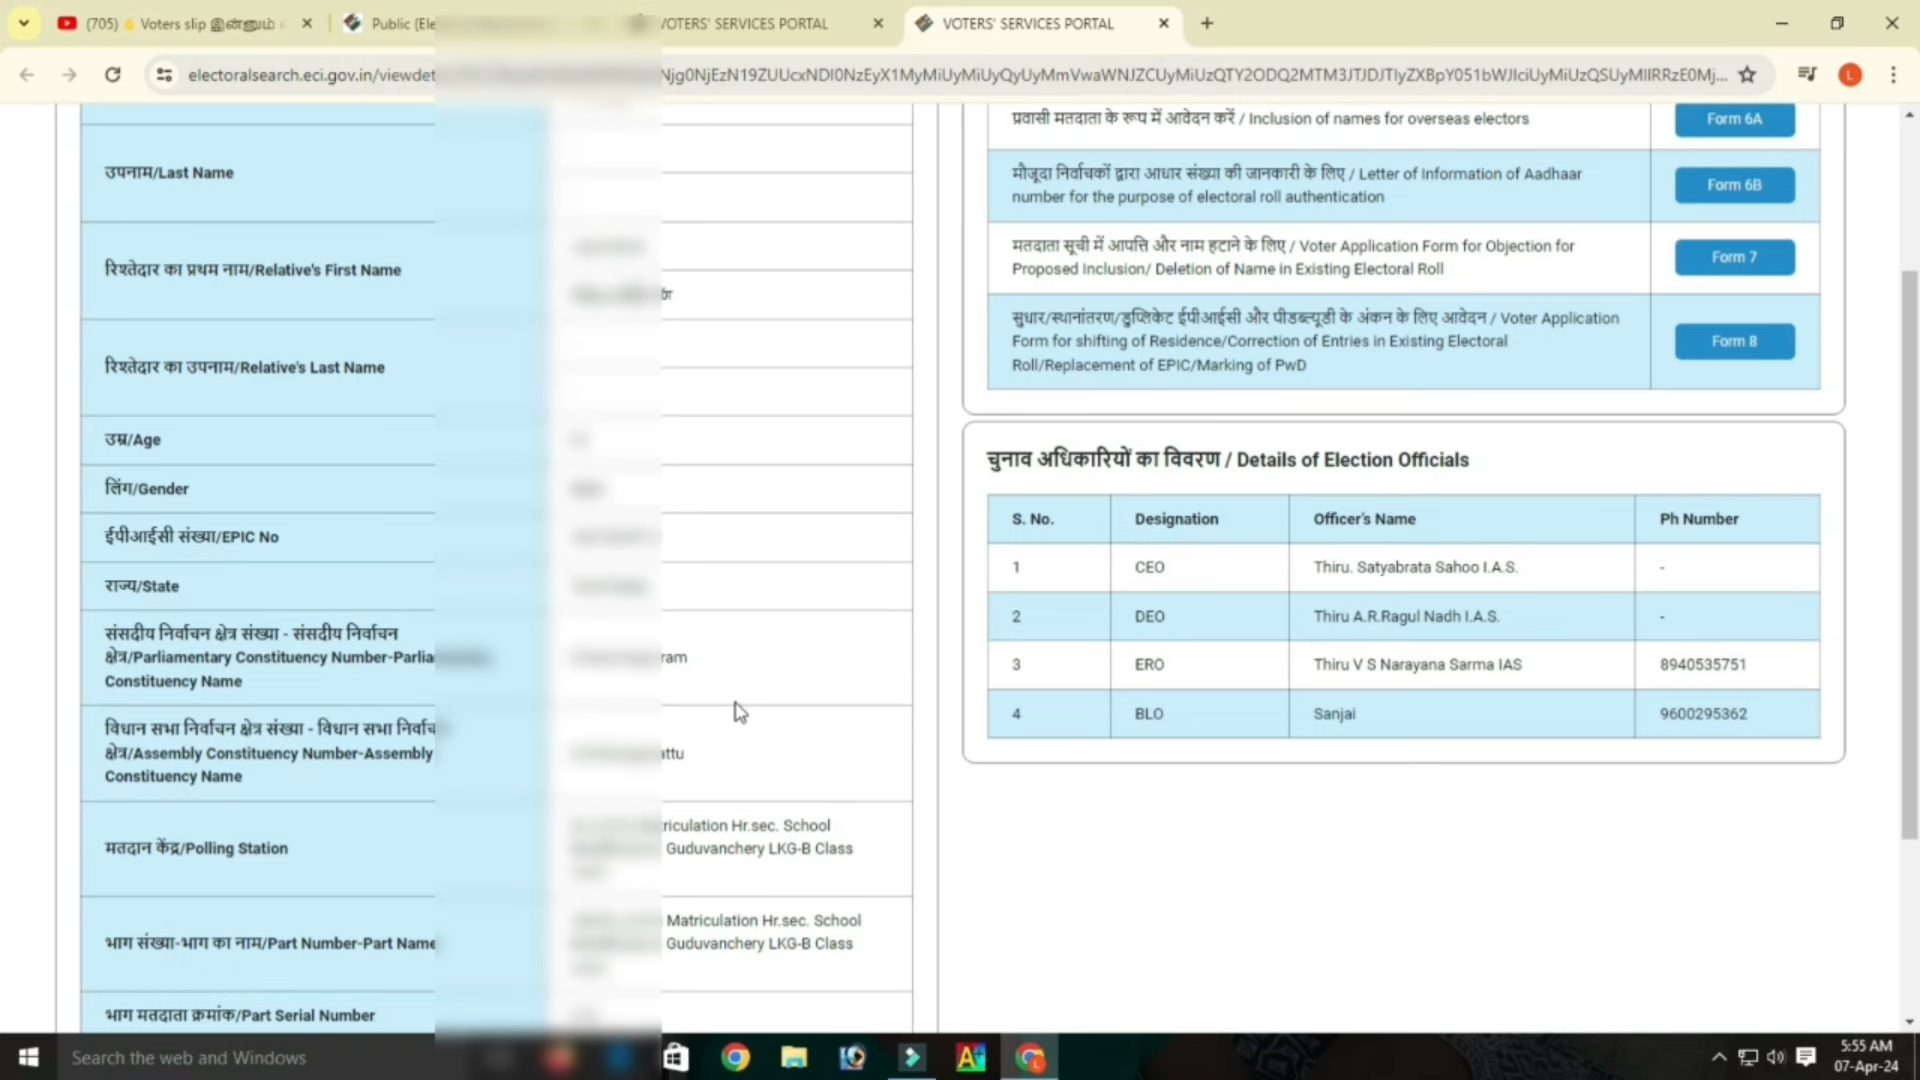 (705) Voters slip இன்னும்
Public (Ele
VOTERS' SERVICES PORTAL
VOTERS' SERVICES PORTAL
electoralsearch.eci.gov.in/viewdet
Njg0NjEzN19ZUUcxNDI0NzEyX1MyMiUyMiUyQyUyMmVwaWNJZCUyMiUzQTY2ODQ2MTM3JTJDJTIyZXBpY051bWJlciUyMiUzQSUyMllRRzE0Mj...
L
उपनाम/Last Name
रिश्तेदार का प्रथम नाम/Relative's First Name
रिश्तेदार का उपनाम/Relative's Last Name
उम्र/Age
लिंग/Gender
ईपीआईसी संख्या/EPIC No
राज्य/State
संसदीय निर्वाचन क्षेत्र संख्या - संसदीय निर्वाचन
क्षेत्र/Parliamentary Constituency Number-Parlia
Constituency Name
ram
विधान सभा निर्वाचन क्षेत्र संख्या - विधान सभा निर्वाच
क्षेत्र/Assembly Constituency Number-Assembly
Constituency Name
attu
मतदान केंद्र/Polling Station
riculation Hr.sec. School
Guduvanchery LKG-B Class
भाग संख्या-भाग का नाम/Part Number-Part Name
Matriculation Hr.sec. School
Guduvanchery LKG-B Class
भाग मतदाता क्रमांक/Part Serial Number
प्रवासी मतदाता के रूप में आवेदन करें / Inclusion of names for overseas electors
Form 6A
मौजूदा निर्वाचकों द्वारा आधार संख्या की जानकारी के लिए / Letter of Information of Aadhaar
number for the purpose of electoral roll authentication
Form 6B
मतदाता सूची में आपत्ति और नाम हटाने के लिए / Voter Application Form for Objection for
Proposed Inclusion/ Deletion of Name in Existing Electoral Roll
Form 7
सुधार/स्थानांतरण/डुप्लिकेट ईपीआईसी और पीडब्ल्यूडी के अंकन के लिए आवेदन / Voter Application
Form for shifting of Residence/Correction of Entries in Existing Electoral
Roll/Replacement of EPIC/Marking of PwD
Form 8
चुनाव अधिकारियों का विवरण / Details of Election Officials
S. No. Designation Officer's Name Ph Number
1 CEO Thiru. Satyabrata Sahoo I.A.S. -
2 DEO Thiru A.R.Ragul Nadh I.A.S. -
3 ERO Thiru V S Narayana Sarma IAS 8940535751
4 BLO Sanjai 9600295362
Search the web and Windows
5:55 AM
07-Apr-24